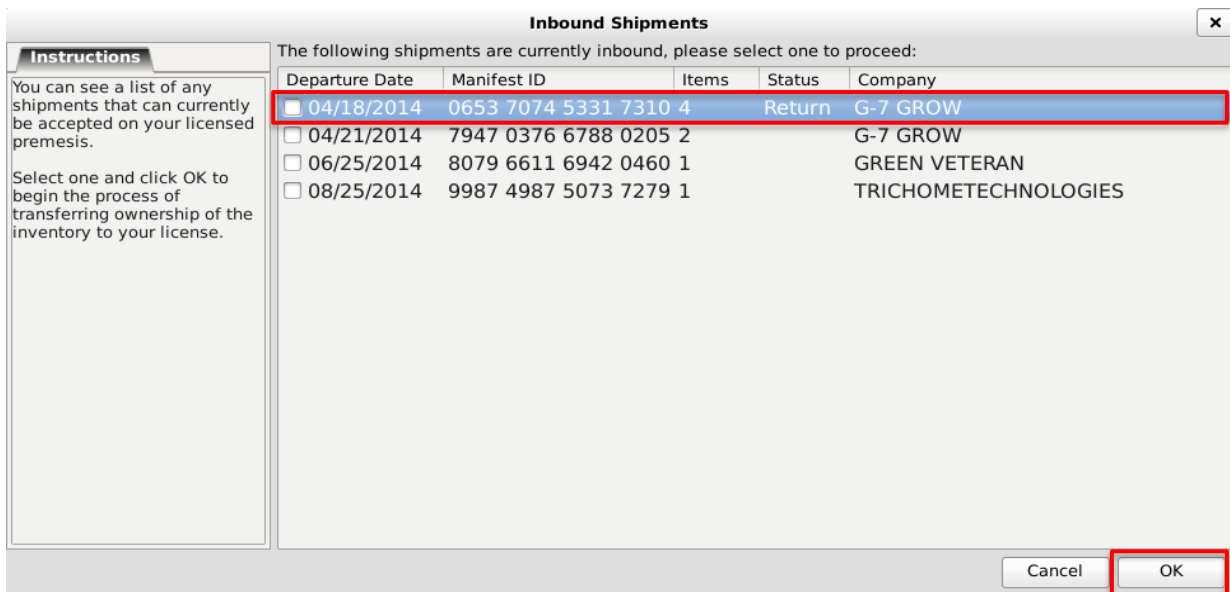 Inbound Shipments
Instructions
You can see a list of any
shipments that can currently
be accepted on your licensed
premesis.
Select one and click OK to
begin the process of
transferring ownership of the
inventory to your license.
The following shipments are currently inbound, please select one to proceed:
Departure Date Manifest ID Items Status Company
04/18/2014 0653 7074 5331 7310 4 Return G-7 GROW
04/21/2014 7947 0376 6788 0205 2 G-7 GROW
06/25/2014 8079 6611 6942 0460 1 GREEN VETERAN
08/25/2014 9987 4987 5073 7279 1 TRICHOMETECHNOLOGIES
Cancel OK